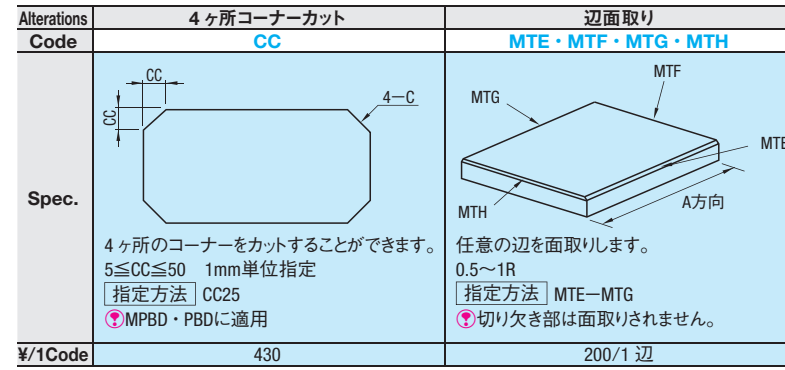 Alterations 4ヶ所コーナーカット 辺面取り
Code CC MTE・MTF・MTG・MTH
CC
CC
4−C
MTF
MTG
MTE
MTH
A方向
Spec.
4ヶ所のコーナーをカットすることができます。
5≦CC≦50 1mm単位指定
指定方法 CC25
MPBD・PBDに適用
任意の辺を面取りします。
0.5〜1R
指定方法 MTE−MTG
切り欠き部は面取りされません。
¥/1Code 430 200/1 辺